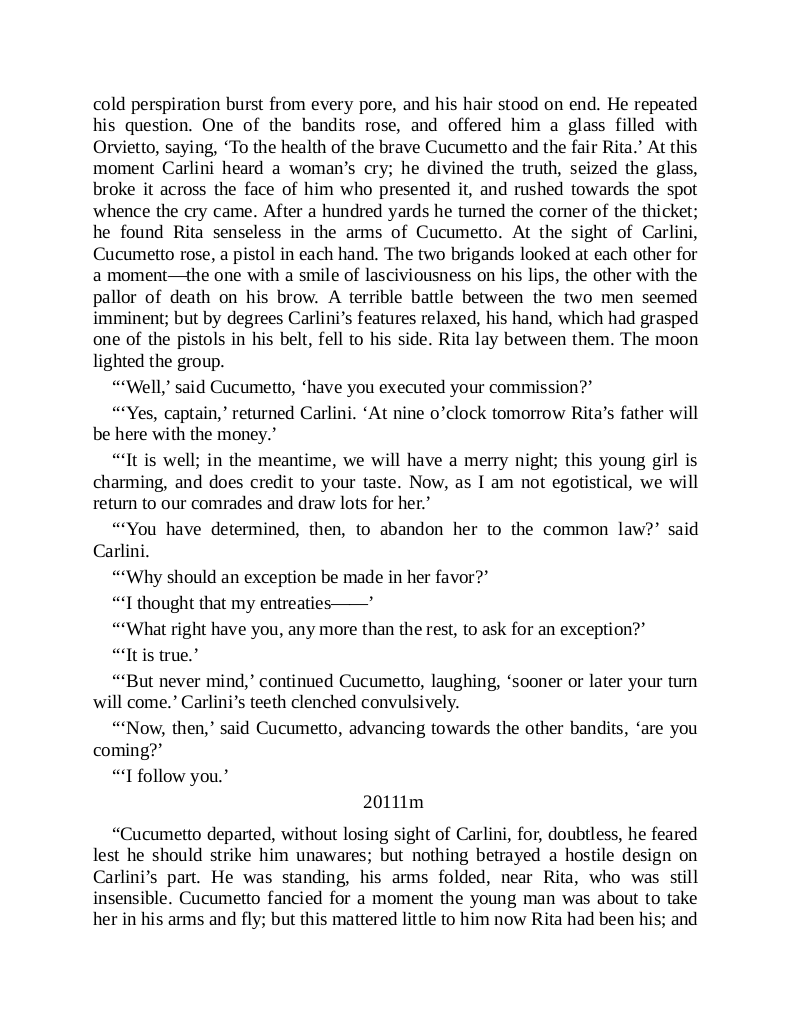 cold perspiration burst from every pore, and his hair stood on end. He repeated
his question. One of the bandits rose, and offered him a glass filled with
Orvietto, saying, ‘To the health of the brave Cucumetto and the fair Rita.’ At this
moment Carlini heard a woman’s cry; he divined the truth, seized the glass,
broke it across the face of him who presented it, and rushed towards the spot
whence the cry came. After a hundred yards he turned the corner of the thicket;
he found Rita senseless in the arms of Cucumetto. At the sight of Carlini,
Cucumetto rose, a pistol in each hand. The two brigands looked at each other for
a moment—the one with a smile of lasciviousness on his lips, the other with the
pallor of death on his brow. A terrible battle between the two men seemed
imminent; but by degrees Carlini’s features relaxed, his hand, which had grasped
one of the pistols in his belt, fell to his side. Rita lay between them. The moon
lighted the group.
“‘Well,’ said Cucumetto, ‘have you executed your commission?’
“‘Yes, captain,’ returned Carlini. ‘At nine o’clock tomorrow Rita’s father will
be here with the money.’
“‘It is well; in the meantime, we will have a merry night; this young girl is
charming, and does credit to your taste. Now, as I am not egotistical, we will
return to our comrades and draw lots for her.’
“‘You have determined, then, to abandon her to the common law?’ said
Carlini.
“‘Why should an exception be made in her favor?’
“‘I thought that my entreaties——’
“‘What right have you, any more than the rest, to ask for an exception?’
“‘It is true.’
“‘But never mind,’ continued Cucumetto, laughing, ‘sooner or later your turn
will come.’ Carlini’s teeth clenched convulsively.
“‘Now, then,’ said Cucumetto, advancing towards the other bandits, ‘are you
coming?’
“‘I follow you.’
20111m
“Cucumetto departed, without losing sight of Carlini, for, doubtless, he feared
lest he should strike him unawares; but nothing betrayed a hostile design on
Carlini’s part. He was standing, his arms folded, near Rita, who was still
insensible. Cucumetto fancied for a moment the young man was about to take
her in his arms and fly; but this mattered little to him now Rita had been his; and